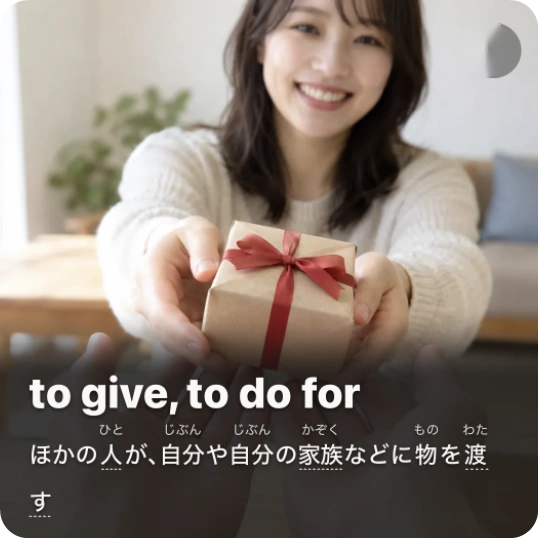 to give, to do for
ひと じぶん じぶん かぞく もの わた
ほかの人が、自分や自分の家族などに物を渡
す